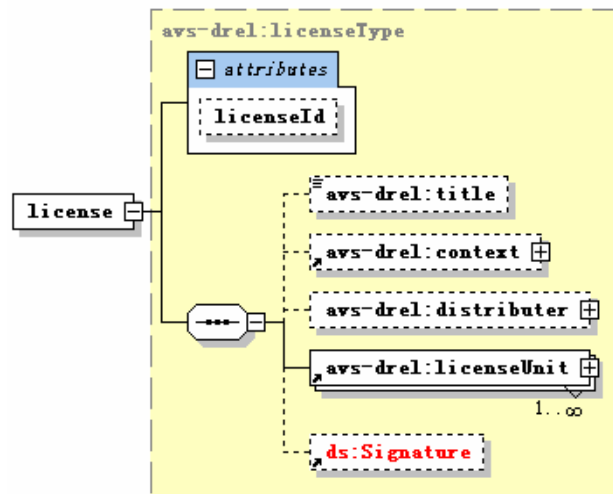 avs-drel:licenseType
attributes
licenseId
avs-drel:title
license
avs-drel:context
avs-drel:distributer
avs-drel:licenseUnit
1..∞
ds:Signature